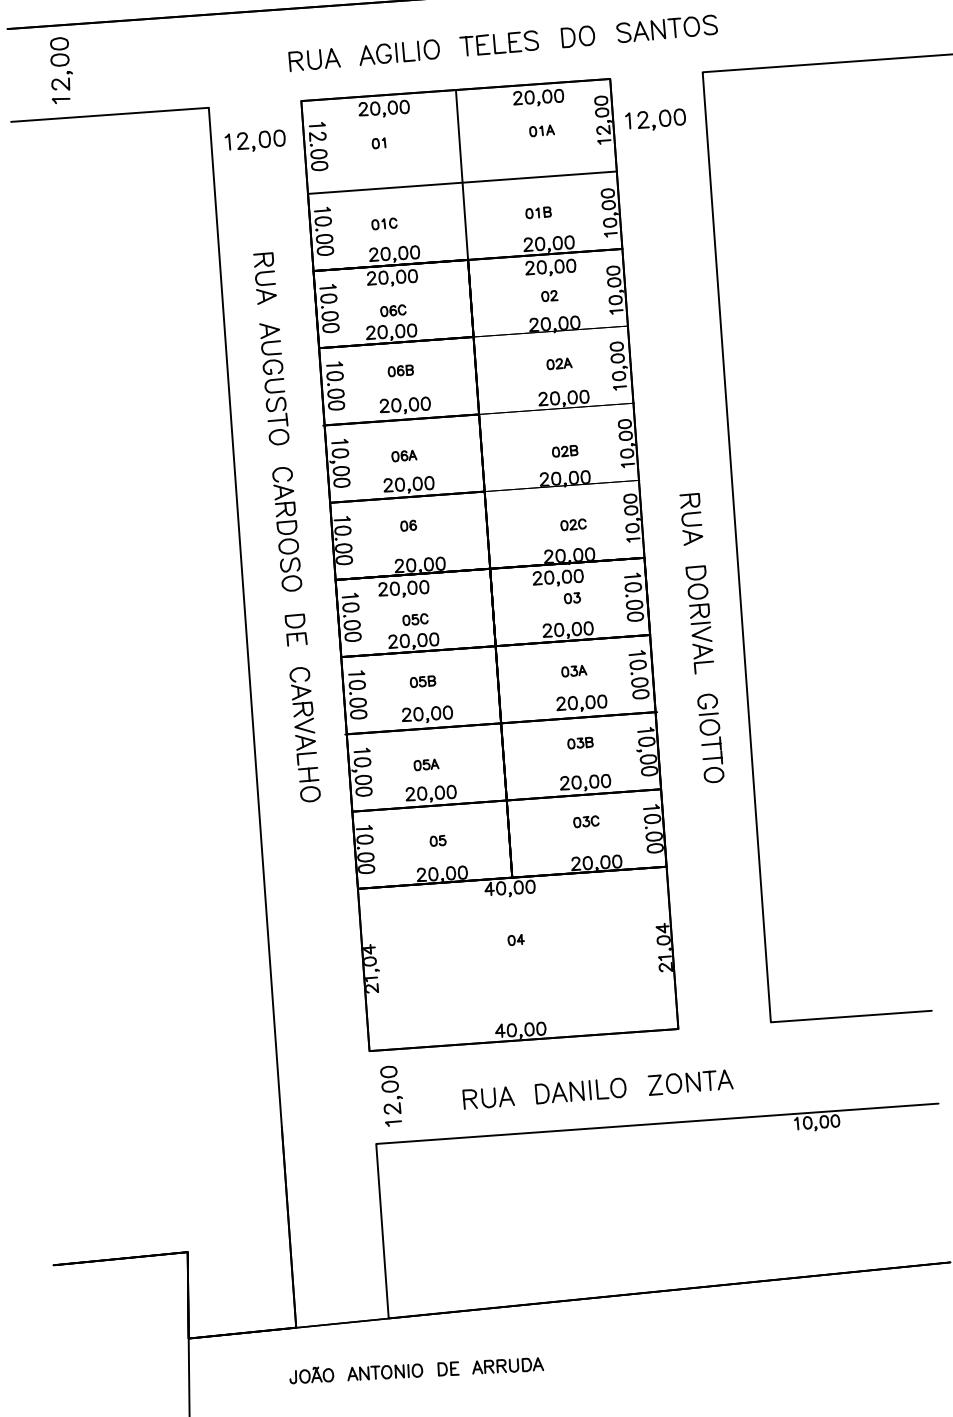 RUA AGILIO TELES DO SANTOS
12,00
20,00
20,00
12,00
12.00
01
01A
12,00
12,00
10.00
01C
01B
10,00
20,00
20,00
20,00
20,00
10.00
06C
02
10,00
20,00
20,00
10.00
06B
02A
10,00
20,00
20,00
10,00
06A
02B
10,00
20,00
20,00
10.00
06
02C
10,00
20,00
20,00
20,00
20,00
10.00
05C
03
10.00
20,00
20,00
10.00
05B
03A
10.00
20,00
20,00
10,00
05A
03B
10,00
20,00
20,00
10.00
05
03C
10.00
20,00
20,00
40,00
04
21,04
21.04
40,00
RUA AUGUSTO CARDOSO DE CARVALHO
RUA DORIVAL GIOTTO
12,00
RUA DANILO ZONTA
10,00
JOÃO ANTONIO DE ARRUDA